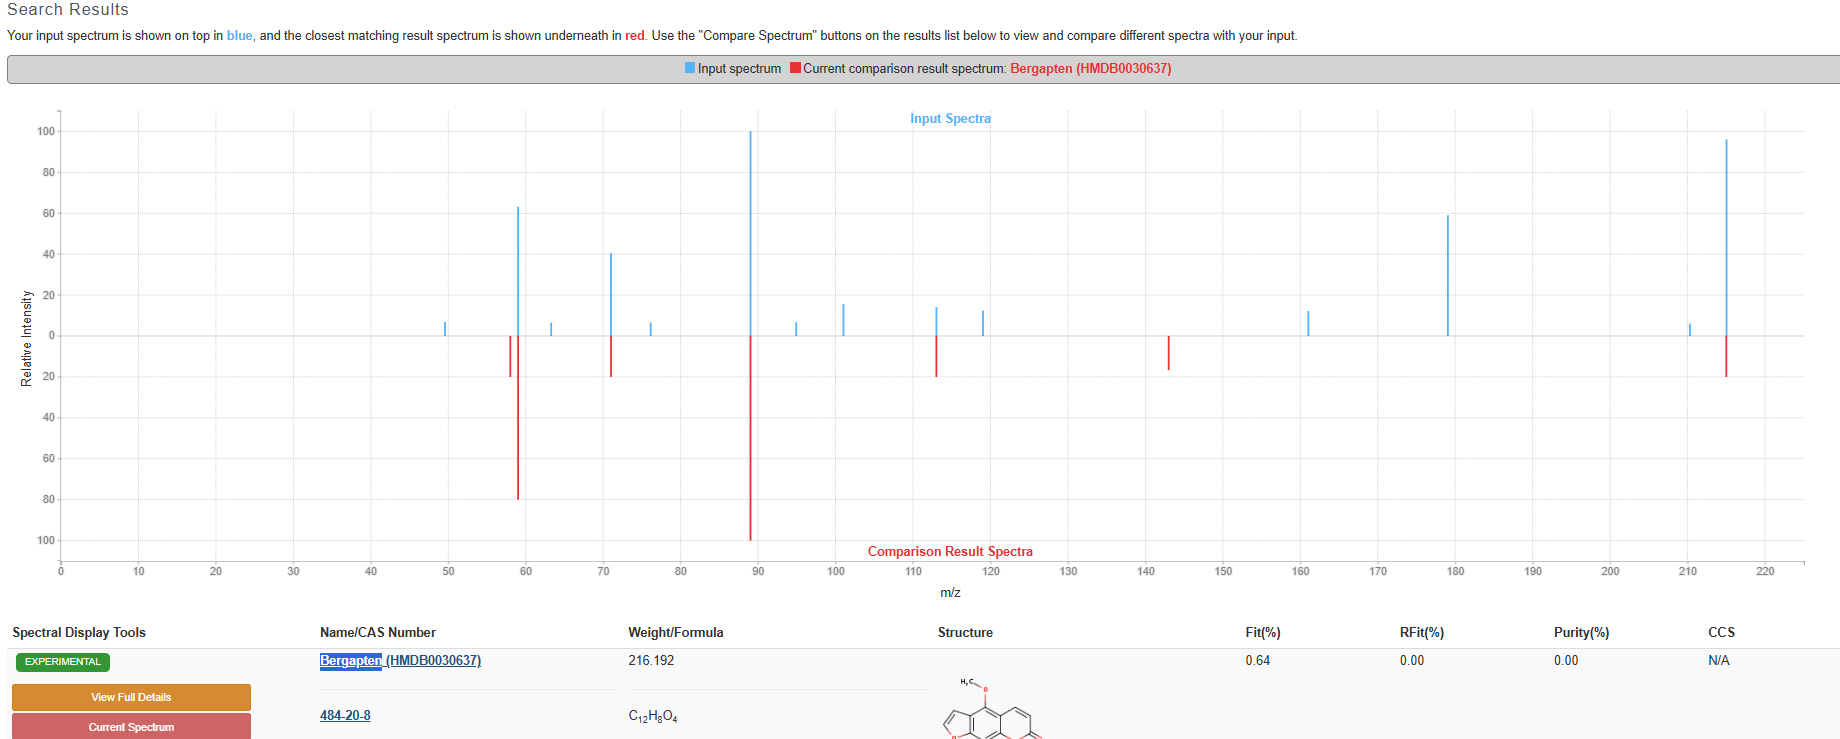 Search Results
Your input spectrum is shown on top in blue, and the closest matching result spectrum is shown underneath in red. Use the "Compare Spectrum" buttons on the results list below to view and compare different spectra with your input.
Input spectrum Current comparison result spectrum: Bergapten (HMDB0030637)
Input Spectra
100
80
60
40
20
0
20
40
60
80
100
Relative Intensity
Comparison Result Spectra
0 10 20 30 40 50 60 70 80 90 100 110 120 130 140 150 160 170 180 190 200 210 220
m/z
Spectral Display Tools Name/CAS Number Weight/Formula Structure Fit(%) RFit(%) Purity(%) CCS
EXPERIMENTAL Bergapten (HMDB0030637) 216.192 0.64 0.00 0.00 N/A
H₃C
O
View Full Details
484-20-8 C₁₂H₈O₄
Current Spectrum